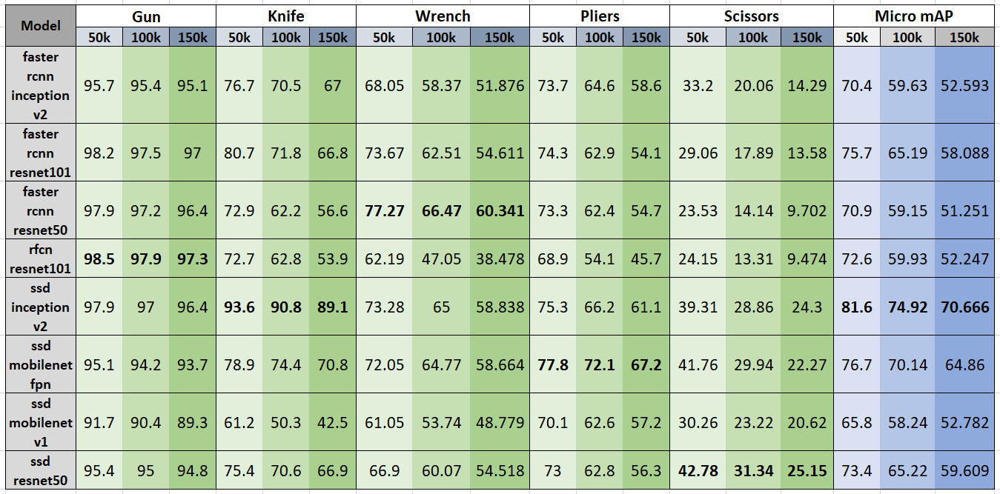 Model Gun Knife Wrench Pliers Scissors Micro mAP
50k 100k 150k 50k 100k 150k 50k 100k 150k 50k 100k 150k 50k 100k 150k 50k 100k 150k
faster
rcnn
inception
v2
95.7 95.4 95.1 76.7 70.5 67 68.05 58.37 51.876 73.7 64.6 58.6 33.2 20.06 14.29 70.4 59.63 52.593
faster
rcnn
resnet101
98.2 97.5 97 80.7 71.8 66.8 73.67 62.51 54.611 74.3 62.9 54.1 29.06 17.89 13.58 75.7 65.19 58.088
faster
rcnn
resnet50
97.9 97.2 96.4 72.9 62.2 56.6 77.27 66.47 60.341 73.3 62.4 54.7 23.53 14.14 9.702 70.9 59.15 51.251
rfcn
resnet101
98.5 97.9 97.3 72.7 62.8 53.9 62.19 47.05 38.478 68.9 54.1 45.7 24.15 13.31 9.474 72.6 59.93 52.247
ssd
inception
v2
97.9 97 96.4 93.6 90.8 89.1 73.28 65 58.838 75.3 66.2 61.1 39.31 28.86 24.3 81.6 74.92 70.666
ssd
mobilenet
fpn
95.1 94.2 93.7 78.9 74.4 70.8 72.05 64.77 58.664 77.8 72.1 67.2 41.76 29.94 22.27 76.7 70.14 64.86
ssd
mobilenet
v1
91.7 90.4 89.3 61.2 50.3 42.5 61.05 53.74 48.779 70.1 62.6 57.2 30.26 23.22 20.62 65.8 58.24 52.782
ssd
resnet50
95.4 95 94.8 75.4 70.6 66.9 66.9 60.07 54.518 73 62.8 56.3 42.78 31.34 25.15 73.4 65.22 59.609